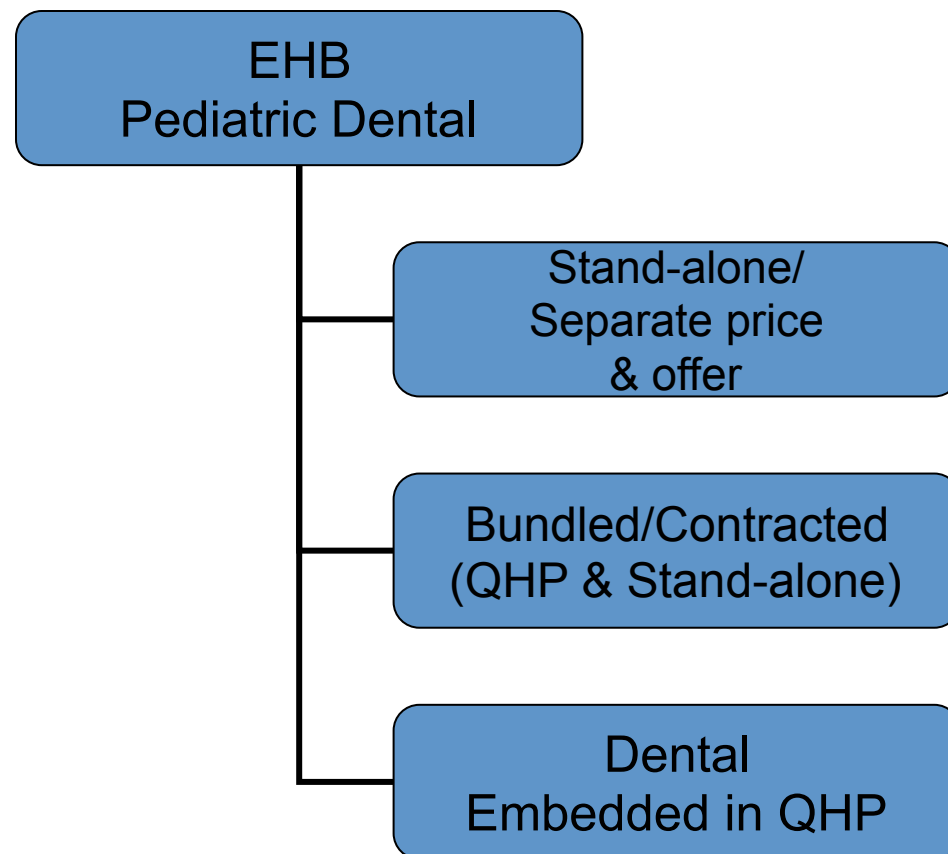 EHB
Pediatric Dental
Stand-alone/
Separate price
& offer
Bundled/Contracted
(QHP & Stand-alone)
Dental
Embedded in QHP